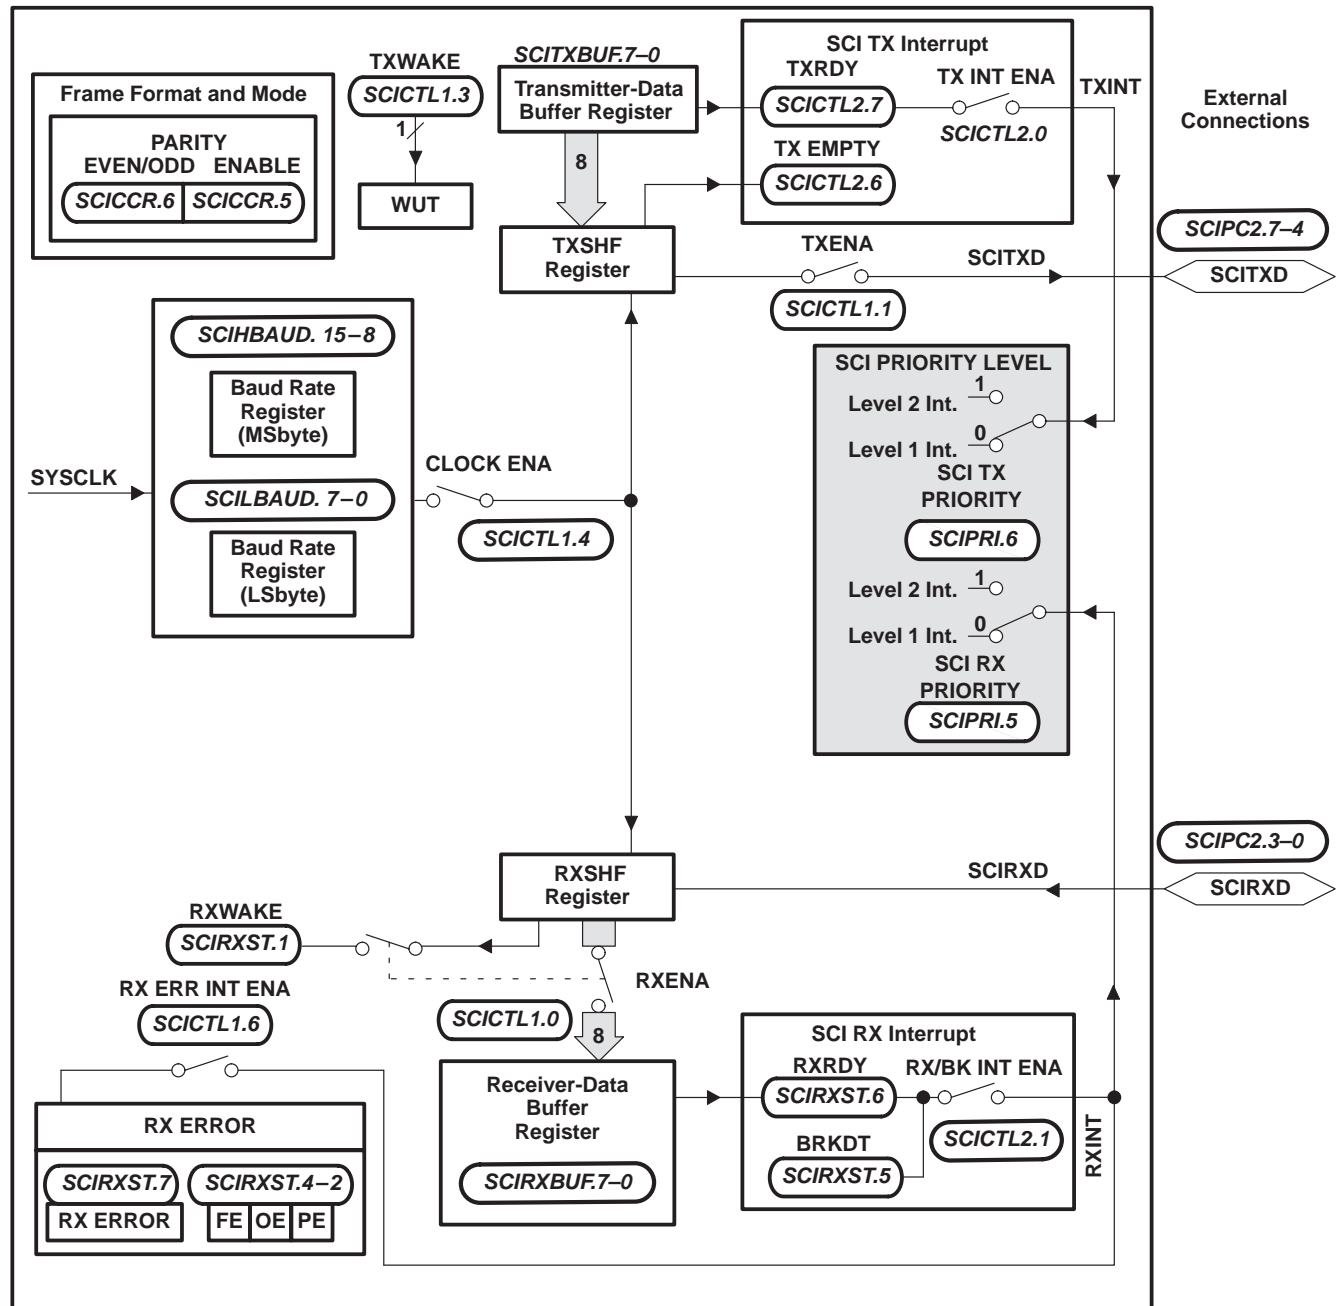 Frame Format and Mode
PARITY
EVEN/ODD ENABLE
SCICCR.6 SCICCR.5
TXWAKE
SCICTL1.3
1
WUT
SCITXBUF.7–0
Transmitter-Data
Buffer Register
8
TXSHF
Register
SCI TX Interrupt
TXRDY
SCICTL2.7
TX INT ENA
SCICTL2.0
TX EMPTY
SCICTL2.6
TXINT
External
Connections
TXENA
SCICTL1.1
SCITXD
SCIPC2.7–4
SCITXD
SYSCLK
SCIHBAUD. 15–8
Baud Rate
Register
(MSbyte)
SCILBAUD. 7–0
Baud Rate
Register
(LSbyte)
CLOCK ENA
SCICTL1.4
SCI PRIORITY LEVEL
1
Level 2 Int.
0
Level 1 Int.
SCI TX
PRIORITY
SCIPRI.6
1
Level 2 Int.
0
Level 1 Int.
SCI RX
PRIORITY
SCIPRI.5
RXSHF
Register
SCIRXD
SCIPC2.3–0
SCIRXD
RXWAKE
SCIRXST.1
RX ERR INT ENA
SCICTL1.6
RXENA
SCICTL1.0
8
Receiver-Data
Buffer
Register
SCIRXBUF.7–0
SCI RX Interrupt
RXRDY
SCIRXST.6
RX/BK INT ENA
SCICTL2.1
BRKDT
SCIRXST.5
RXINT
RX ERROR
SCIRXST.7 SCIRXST.4–2
RX ERROR FE OE PE